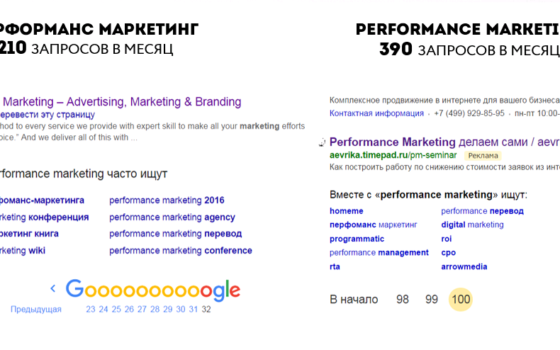 РФОРМАНС МАРКЕТИНГ
210 ЗАПРОСОВ В МЕСЯЦ
Marketing – Advertising, Marketing & Branding
еревести эту страницу
hod to every service we provide with expert skill to make all your marketing efforts
oice." And we deliver all of this with ...
rformance marketing часто ищут
форманс-маркетинга
performance marketing 2016
rketing конференция
performance marketing agency
ркетинг книга
performance marketing перевод
rketing wiki
performance marketing conference
Goooooooooogle
Предыдущая
23 24 25 26 27 28 29 30 31 32
PERFORMANCE MARKETI
390 ЗАПРОСОВ В МЕСЯЦ
Комплексное продвижение в интернете для вашего бизнеса
Контактная информация · +7 (499) 929-85-95 · пн-пт 10:00-
Performance Marketing делаем сами / aevr
aevrika.timepad.ru/pm-seminar Реклама
Как построить работу по снижению стоимости заявок из инте
Вместе с «performance marketing» ищут:
homeme
performance перевод
перфоманс маркетинг
digital marketing
programmatic
roi
performance management
cpo
rta
arrowmedia
В начало 98 99 100